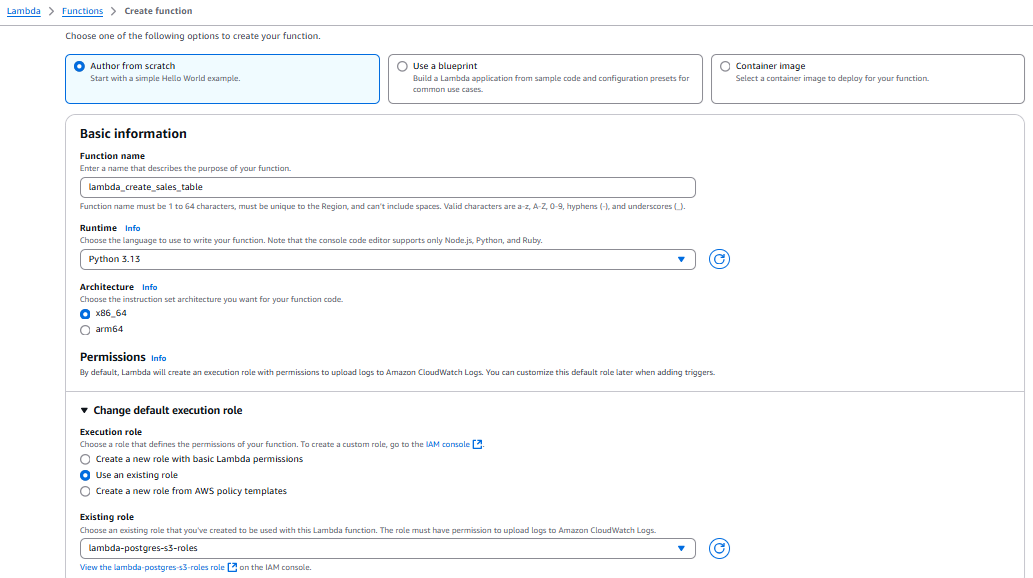 Lambda > Functions > Create function
Choose one of the following options to create your function.
Author from scratch
Start with a simple Hello World example.
Use a blueprint
Build a Lambda application from sample code and configuration presets for
common use cases.
Container image
Select a container image to deploy for your function.
Basic information
Function name
Enter a name that describes the purpose of your function.
lambda_create_sales_table
Function name must be 1 to 64 characters, must be unique to the Region, and can't include spaces. Valid characters are a-z, A-Z, 0-9, hyphens (-), and underscores (_).
Runtime Info
Choose the language to use to write your function. Note that the console code editor supports only Node.js, Python, and Ruby.
Python 3.13
Architecture Info
Choose the instruction set architecture you want for your function code.
x86_64
arm64
Permissions Info
By default, Lambda will create an execution role with permissions to upload logs to Amazon CloudWatch Logs. You can customize this default role later when adding triggers.
Change default execution role
Execution role
Choose a role that defines the permissions of your function. To create a custom role, go to the IAM console.
Create a new role with basic Lambda permissions
Use an existing role
Create a new role from AWS policy templates
Existing role
Choose an existing role that you've created to be used with this Lambda function. The role must have permission to upload logs to Amazon CloudWatch Logs.
lambda-postgres-s3-roles
View the lambda-postgres-s3-roles role on the IAM console.